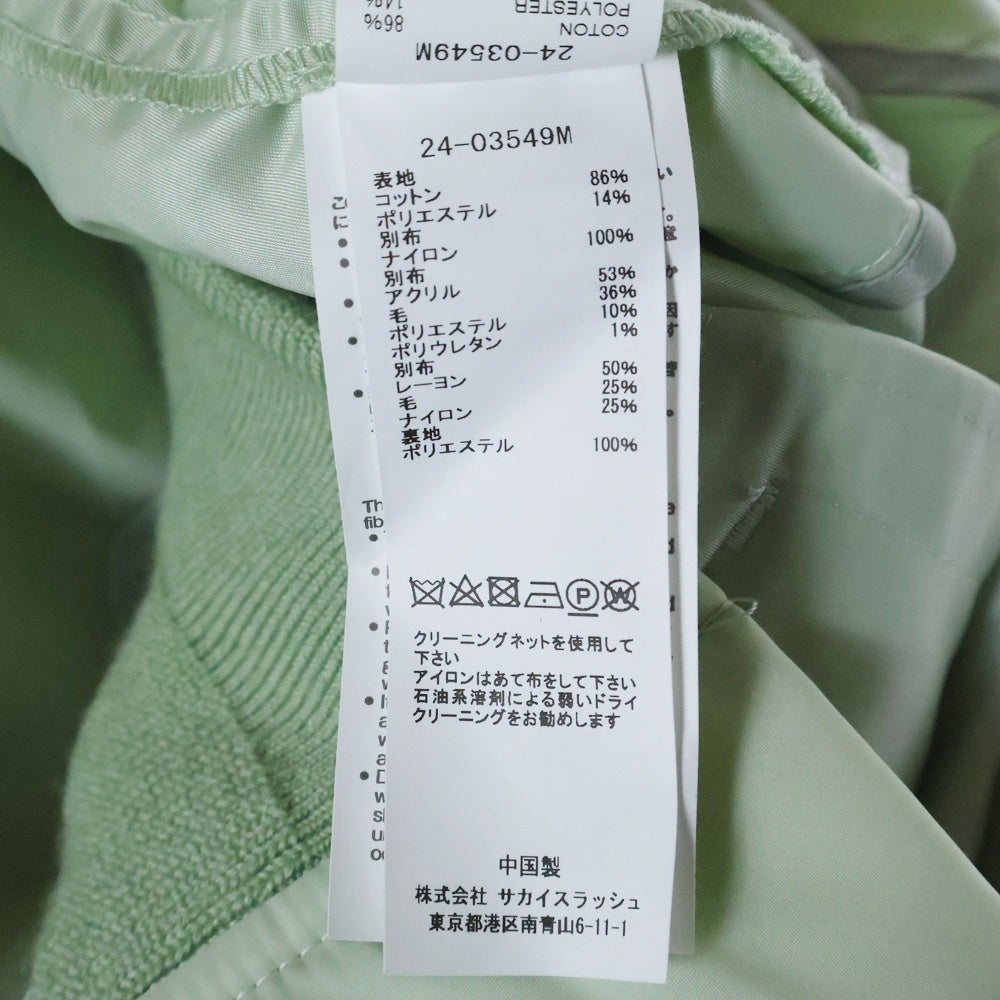 COTTON 86%
POLYESTER 14%
24-03549M
24-03549M
表地
コットン 86%
ポリエステル 14%
別布
ナイロン 100%
別布
アクリル 53%
毛 36%
ポリエステル 10%
ポリウレタン 1%
別布
レーヨン 50%
毛 25%
ナイロン 25%
裏地
ポリエステル 100%
P
W
クリーニングネットを使用して
下さい
アイロンはあて布をして下さい
石油系溶剤による弱いドライ
クリーニングをお勧めします
中国製
株式会社 サカイスラッシュ
東京都港区南青山6-11-1